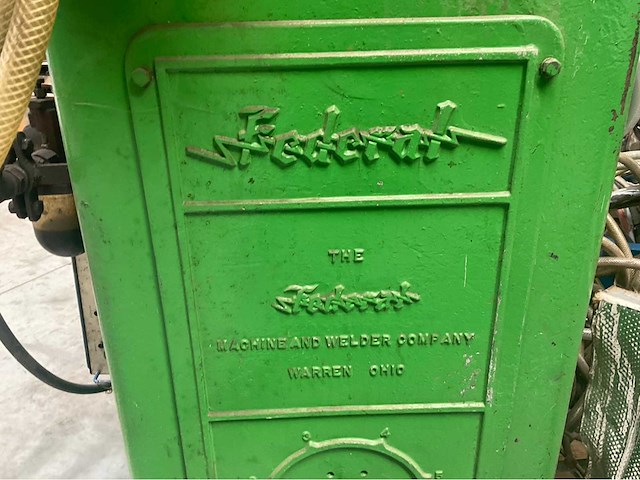 Federal
THE
Federal
MACHINE AND WELDER COMPANY
WARREN OHIO